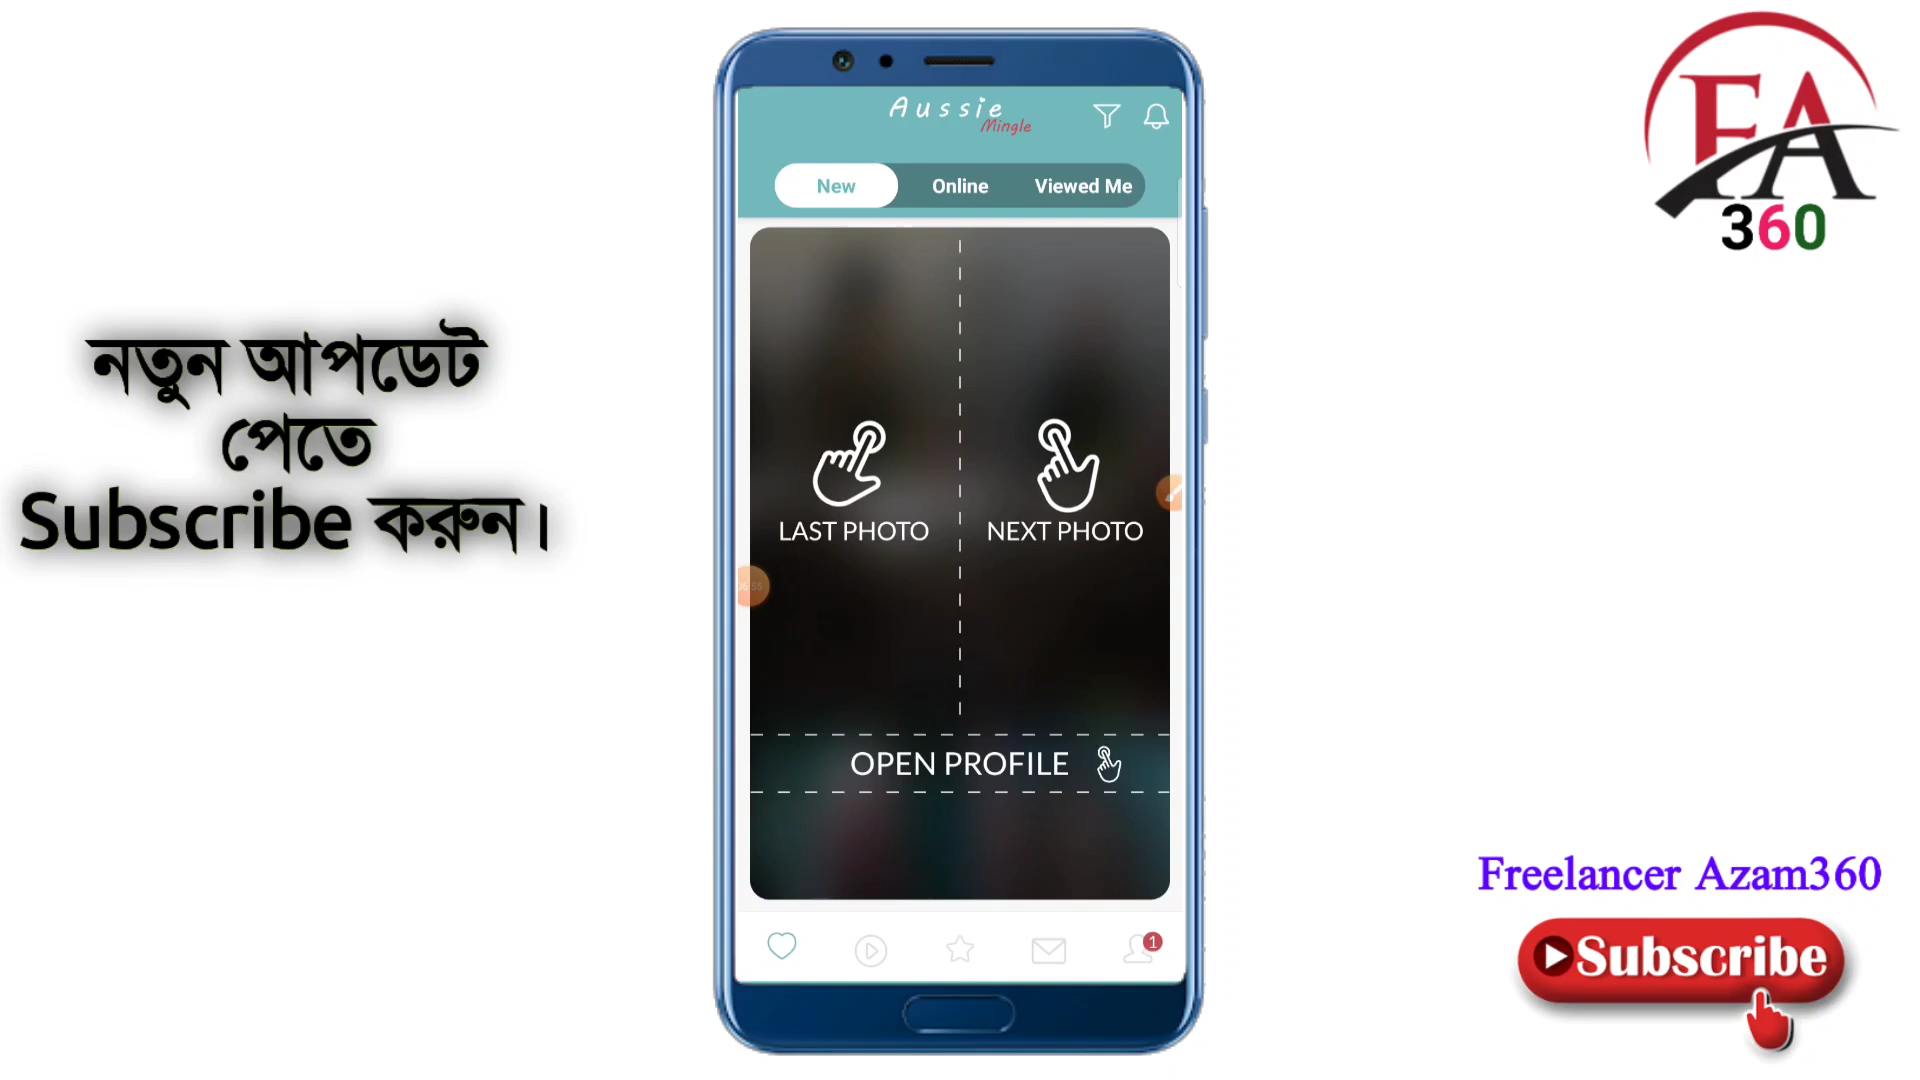 নতুন আপডেট
পেতে
Subscribe করুন।
Aussie
Mingle
New
Online
Viewed Me
LAST PHOTO
NEXT PHOTO
OPEN PROFILE
1
FA
360
Freelancer Azam360
Subscribe